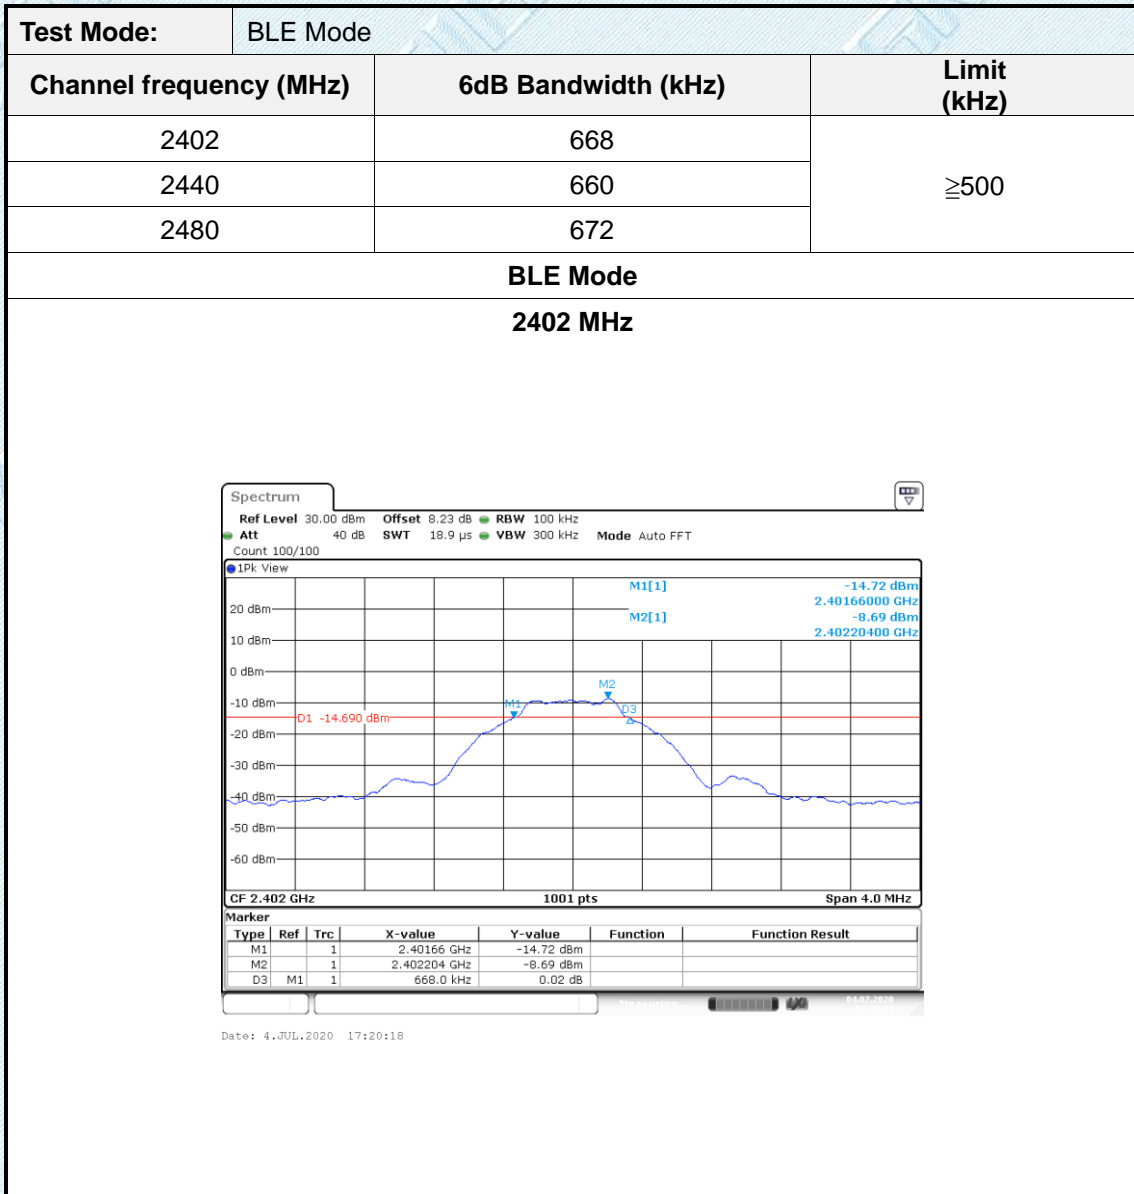 Test Mode: BLE Mode
Channel frequency (MHz) 6dB Bandwidth (kHz) Limit (kHz)
2402 668
2440 660 ≧500
2480 672
BLE Mode
2402 MHz
Spectrum
Ref Level 30.00 dBm Offset 8.23 dB RBW 100 kHz
Att 40 dB SWT 18.9 µs VBW 300 kHz Mode Auto FFT
Count 100/100
1Pk View
M1[1] -14.72 dBm
2.40166000 GHz
20 dBm
M2[1] -8.69 dBm
2.40220400 GHz
10 dBm
0 dBm
M2
-10 dBm
M1
D3
D1 -14.690 dBm
-20 dBm
-30 dBm
-40 dBm
-50 dBm
-60 dBm
CF 2.402 GHz 1001 pts Span 4.0 MHz
Marker
Type Ref Trc X-value Y-value Function Function Result
M1 1 2.40166 GHz -14.72 dBm
M2 1 2.402204 GHz -8.69 dBm
D3 M1 1 668.0 kHz 0.02 dB
Measuring... 04.07.2020
Date: 4.JUL.2020 17:20:18